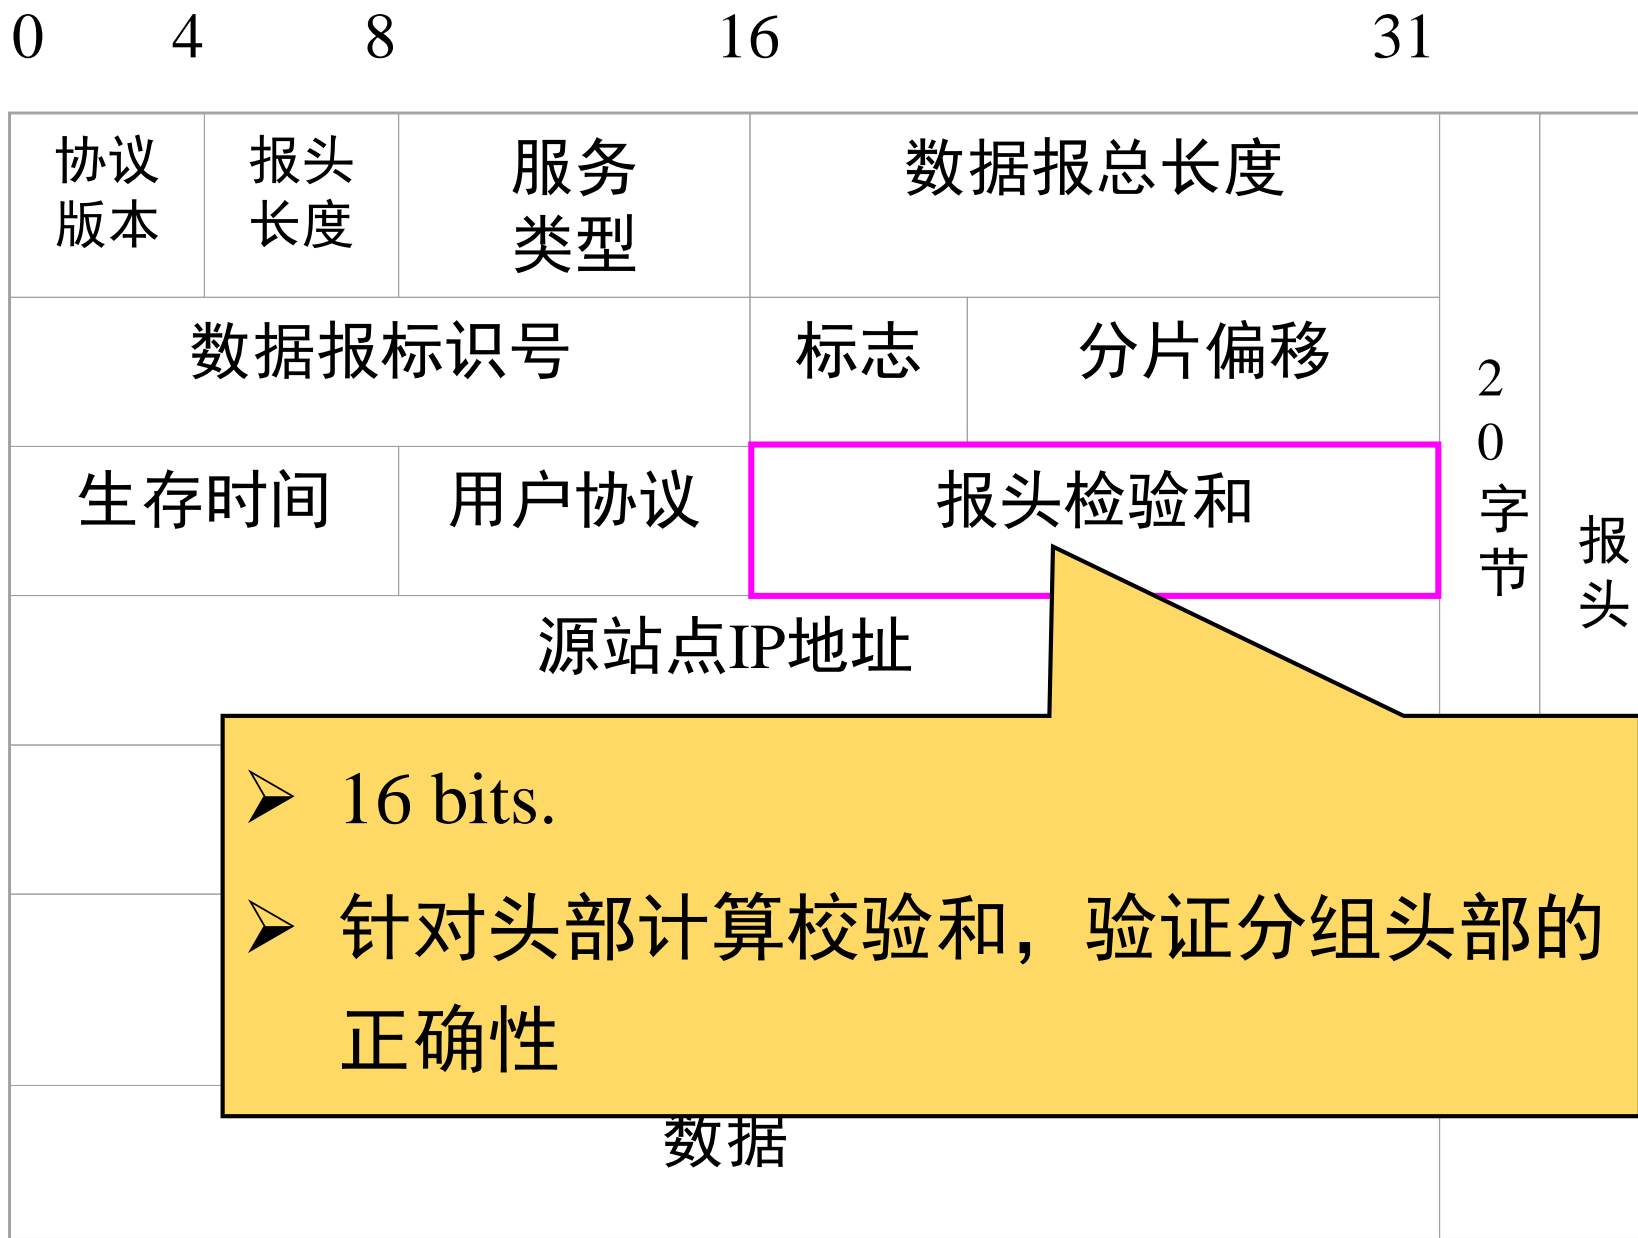 0 4 8 16 31
协议
版本
报头
长度
服务
类型
数据报总长度
数据报标识号
标志
分片偏移
生存时间
用户协议
报头检验和
2
0
字
节
报
头
源站点IP地址
➢ 16 bits.
➢ 针对头部计算校验和，验证分组头部的
正确性
数据